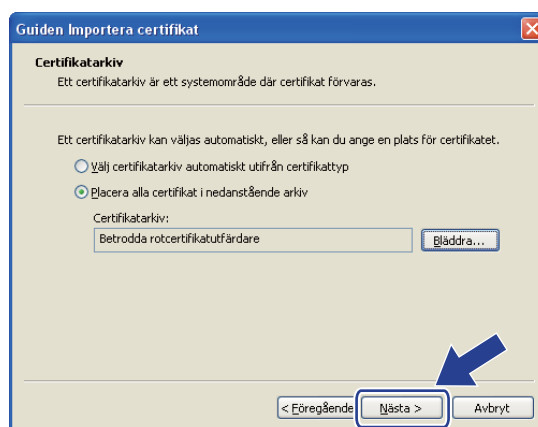 Guiden Importera certifikat
Certifikatarkiv
Ett certifikatarkiv är ett systemområde där certifikat förvaras.
Ett certifikatarkiv kan väljas automatiskt, eller så kan du ange en plats för certifikatet.
Välj certifikatarkiv automatiskt utifrån certifikattyp
Placera alla certifikat i nedanstående arkiv
Certifikatarkiv:
Betrodda rotcertifikatutfärdare
Bläddra...
< Föregående
Nästa >
Avbryt